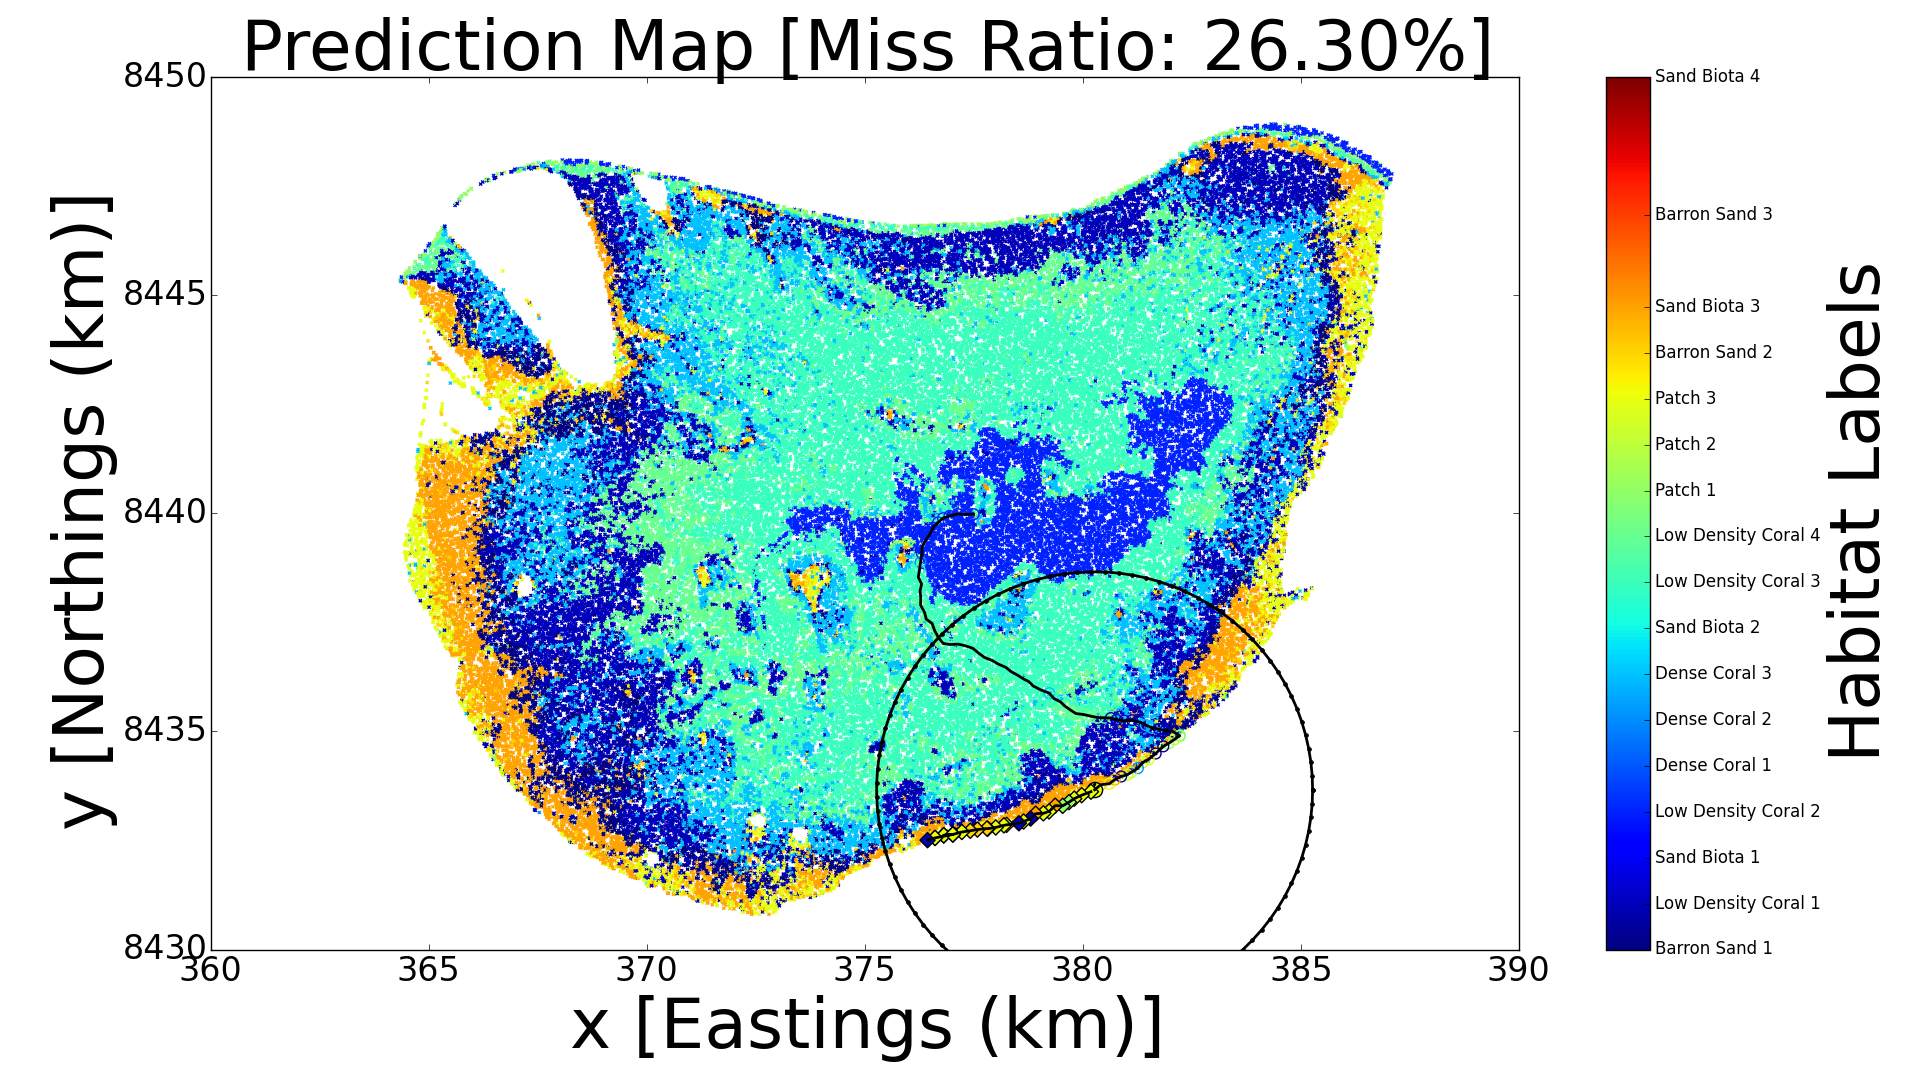 Prediction Map [Miss Ratio: 26.30%]
y [Northings (km)]
8450
8445
8440
8435
8430
360 365 370 375 380 385 390
x [Eastings (km)]
Sand Biota 4
Barron Sand 3
Sand Biota 3
Barron Sand 2
Patch 3
Patch 2
Patch 1
Low Density Coral 4
Low Density Coral 3
Sand Biota 2
Dense Coral 3
Dense Coral 2
Dense Coral 1
Low Density Coral 2
Sand Biota 1
Low Density Coral 1
Barron Sand 1
Habitat Labels